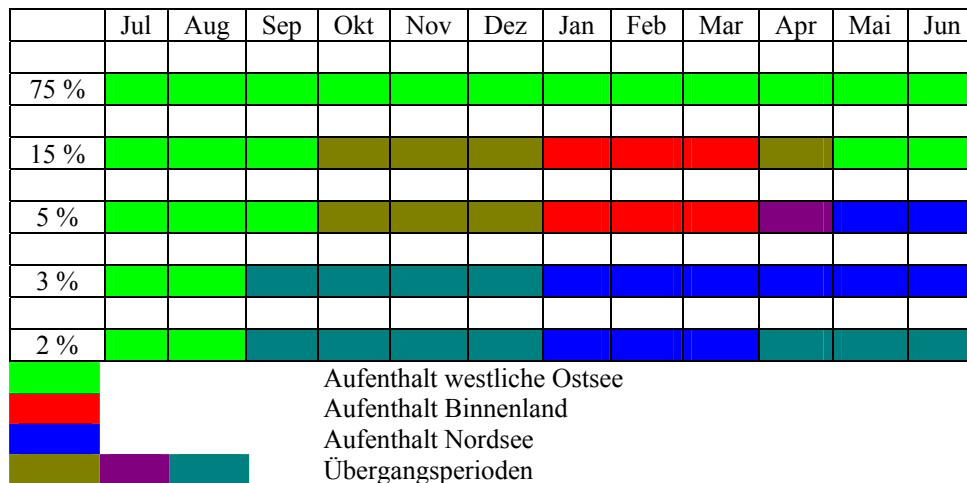 Jul Aug Sep Okt Nov Dez Jan Feb Mar Apr Mai Jun
75 %
15 %
5 %
3 %
2 %
Aufenthalt westliche Ostsee
Aufenthalt Binnenland
Aufenthalt Nordsee
Übergangsperioden